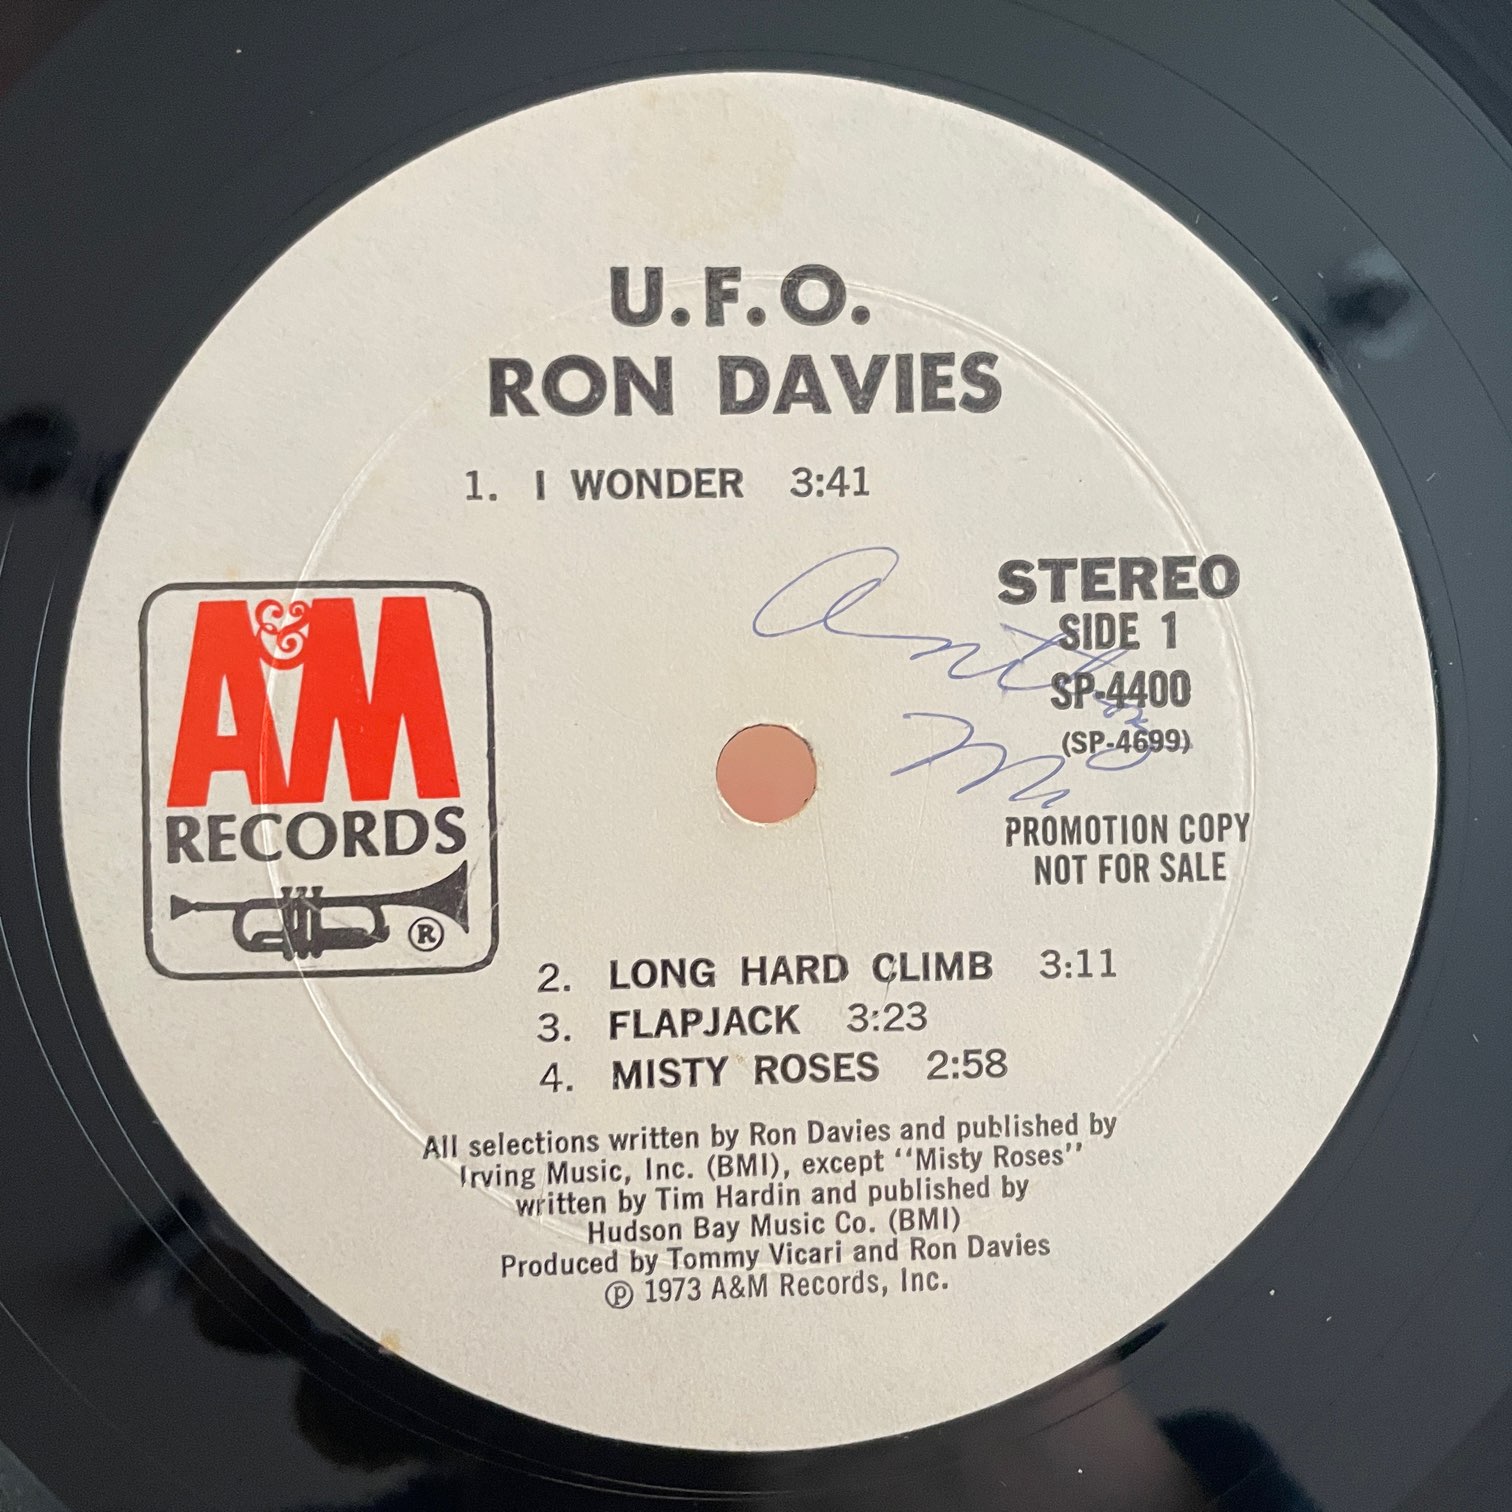 U.F.O.
RON DAVIES
1. I WONDER 3:41
A&M
RECORDS
®
STEREO
SIDE 1
SP-4400
(SP-4699)
PROMOTION COPY
NOT FOR SALE
2. LONG HARD CLIMB 3:11
3. FLAPJACK 3:23
4. MISTY ROSES 2:58
All selections written by Ron Davies and published by
Irving Music, Inc. (BMI), except "Misty Roses"
written by Tim Hardin and published by
Hudson Bay Music Co. (BMI)
Produced by Tommy Vicari and Ron Davies
℗ 1973 A&M Records, Inc.